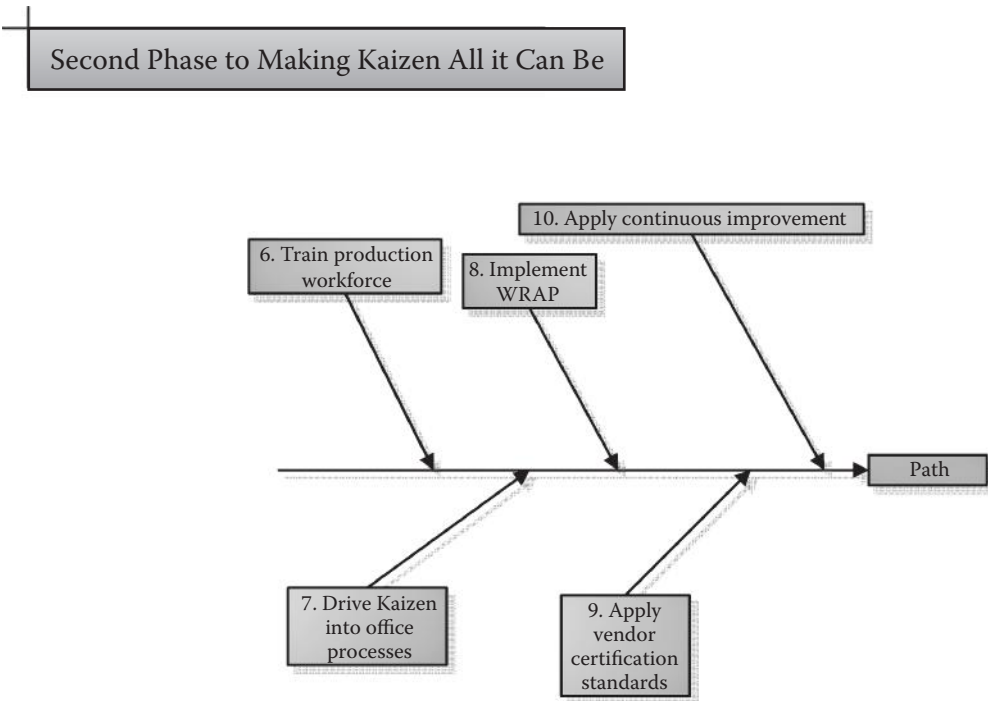 Second Phase to Making Kaizen All it Can Be
10. Apply continuous improvement
6. Train production
workforce
8. Implement
WRAP
Path
7. Drive Kaizen
into office
processes
9. Apply
vendor
certification
standards